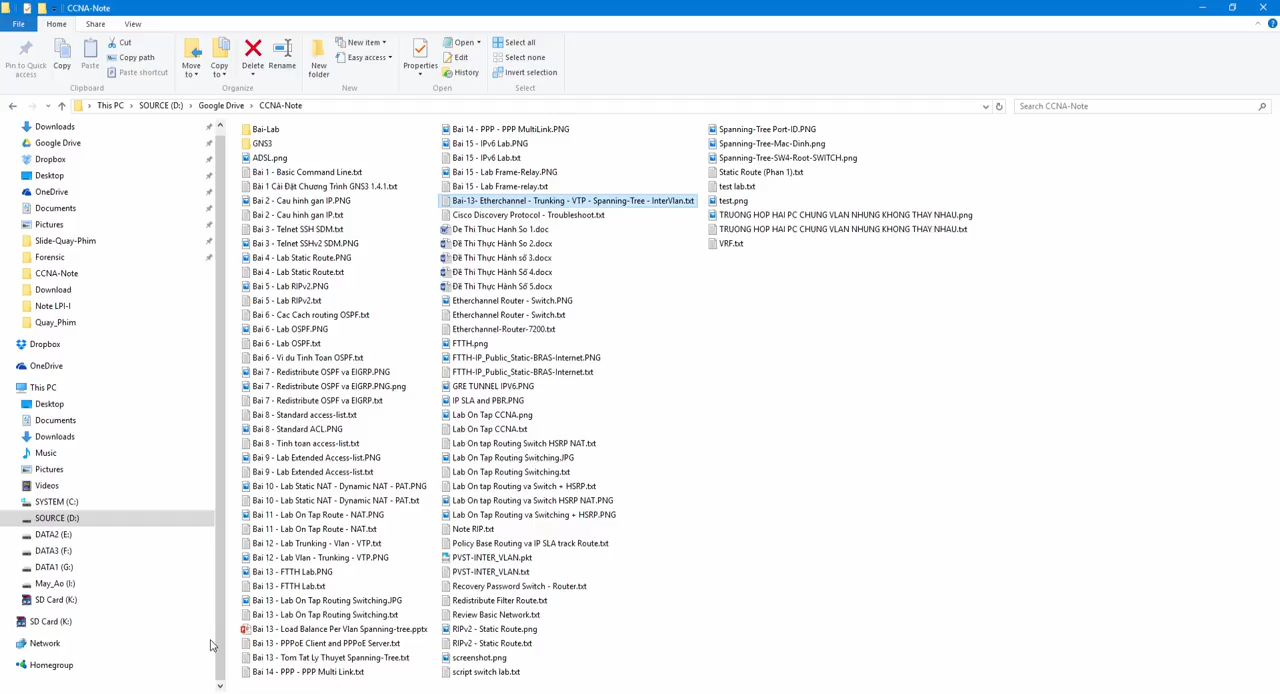 CCNA-Note
File Home Share View
Pin to Quick access
Copy
Paste
Cut
Copy path
Paste shortcut
Clipboard
Move to
Copy to
Delete
Rename
Organize
New folder
New item
Easy access
New
Properties
Open
Edit
History
Open
Select all
Select none
Invert selection
Select
This PC > SOURCE (D:) > Google Drive > CCNA-Note
Search CCNA-Note
Downloads
Google Drive
Dropbox
Desktop
OneDrive
Documents
Pictures
Slide-Quay-Phim
Forensic
CCNA-Note
Download
Note LPI-I
Quay_Phim
Dropbox
OneDrive
This PC
Desktop
Documents
Downloads
Music
Pictures
Videos
SYSTEM (C:)
SOURCE (D:)
DATA2 (E:)
DATA3 (F:)
DATA1 (G:)
May_Ao (I:)
SD Card (K:)
SD Card (K:)
Network
Homegroup
Bai-Lab
GNS3
ADSL.png
Bai 1 - Basic Command Line.txt
Bài 1 Cài Đặt Chương Trình GNS3 1.4.1.txt
Bai 2 - Cau hinh gan IP.PNG
Bai 2 - Cau hinh gan IP.txt
Bai 3 - Telnet SSH SDM.txt
Bai 3 - Telnet SSHv2 SDM.PNG
Bai 4 - Lab Static Route.PNG
Bai 4 - Lab Static Route.txt
Bai 5 - Lab RIPv2.PNG
Bai 5 - Lab RIPv2.txt
Bai 6 - Cac Cach routing OSPF.txt
Bai 6 - Lab OSPF.PNG
Bai 6 - Lab OSPF.txt
Bai 6 - Vi du Tinh Toan OSPF.txt
Bai 7 - Redistribute OSPF va EIGRP.PNG
Bai 7 - Redistribute OSPF va EIGRP.PNG.png
Bai 7 - Redistribute OSPF va EIGRP.txt
Bai 8 - Standard access-list.txt
Bai 8 - Standard ACL.PNG
Bai 8 - Tinh toan access-list.txt
Bai 9 - Lab Extended Access-list.PNG
Bai 9 - Lab Extended Access-list.txt
Bai 10 - Lab Static NAT - Dynamic NAT - PAT.PNG
Bai 10 - Lab Static NAT - Dynamic NAT - PAT.txt
Bai 11 - Lab On Tap Route - NAT.PNG
Bai 11 - Lab On Tap Route - NAT.txt
Bai 12 - Lab Trunking - Vlan - VTP.txt
Bai 12 - Lab Vlan - Trunking - VTP.PNG
Bai 13 - FTTH Lab.PNG
Bai 13 - FTTH Lab.txt
Bai 13 - Lab On Tap Routing Switching.JPG
Bai 13 - Lab On Tap Routing Switching.txt
Bai 13 - Load Balance Per Vlan Spanning-tree.pptx
Bai 13 - PPPoE Client and PPPoE Server.txt
Bai 13 - Tom Tat Ly Thuyet Spanning-Tree.txt
Bai 14 - PPP - PPP Multi Link.txt
Bai 14 - PPP - PPP MultiLink.PNG
Bai 15 - IPv6 Lab.PNG
Bai 15 - IPv6 Lab.txt
Bai 15 - Lab Frame-Relay.PNG
Bai 15 - Lab Frame-relay.txt
Bai-13- Etherchannel - Trunking - VTP - Spanning-Tree - InterVlan.txt
Cisco Discovery Protocol - Troubleshoot.txt
De Thi Thuc Hanh So 1.doc
Đề Thi Thực Hành Số 2.docx
Đề Thi Thực Hành số 3.docx
Đề Thi Thực Hành Số 4.docx
Đề Thi Thực Hành Số 5.docx
Etherchannel Router - Switch.PNG
Etherchannel Router - Switch.txt
Etherchannel-Router-7200.txt
FTTH.png
FTTH-IP_Public_Static-BRAS-Internet.PNG
FTTH-IP_Public_Static-BRAS-Internet.txt
GRE TUNNEL IPV6.PNG
IP SLA and PBR.PNG
Lab On Tap CCNA.png
Lab On Tap CCNA.txt
Lab On tap Routing Switch HSRP NAT.txt
Lab On Tap Routing Switching.JPG
Lab On Tap Routing Switching.txt
Lab On tap Routing va Switch + HSRP.txt
Lab On tap Routing va Switch HSRP NAT.PNG
Lab On Tap Routing va Switching + HSRP.PNG
Note RIP.txt
Policy Base Routing va IP SLA track Route.txt
PVST-INTER_VLAN.pkt
PVST-INTER_VLAN.txt
Recovery Password Switch - Router.txt
Redistribute Filter Route.txt
Review Basic Network.txt
RIPv2 - Static Route.png
RIPv2 - Static Route.txt
screenshot.png
script switch lab.txt
Spanning-Tree Port-ID.PNG
Spanning-Tree-Mac-Dinh.png
Spanning-Tree-SW4-Root-SWITCH.png
Static Route (Phan 1).txt
test lab.txt
test.png
TRUONG HOP HAI PC CHUNG VLAN NHUNG KHONG THAY NHAU.png
TRUONG HOP HAI PC CHUNG VLAN NHUNG KHONG THAY NHAU.txt
VRF.txt